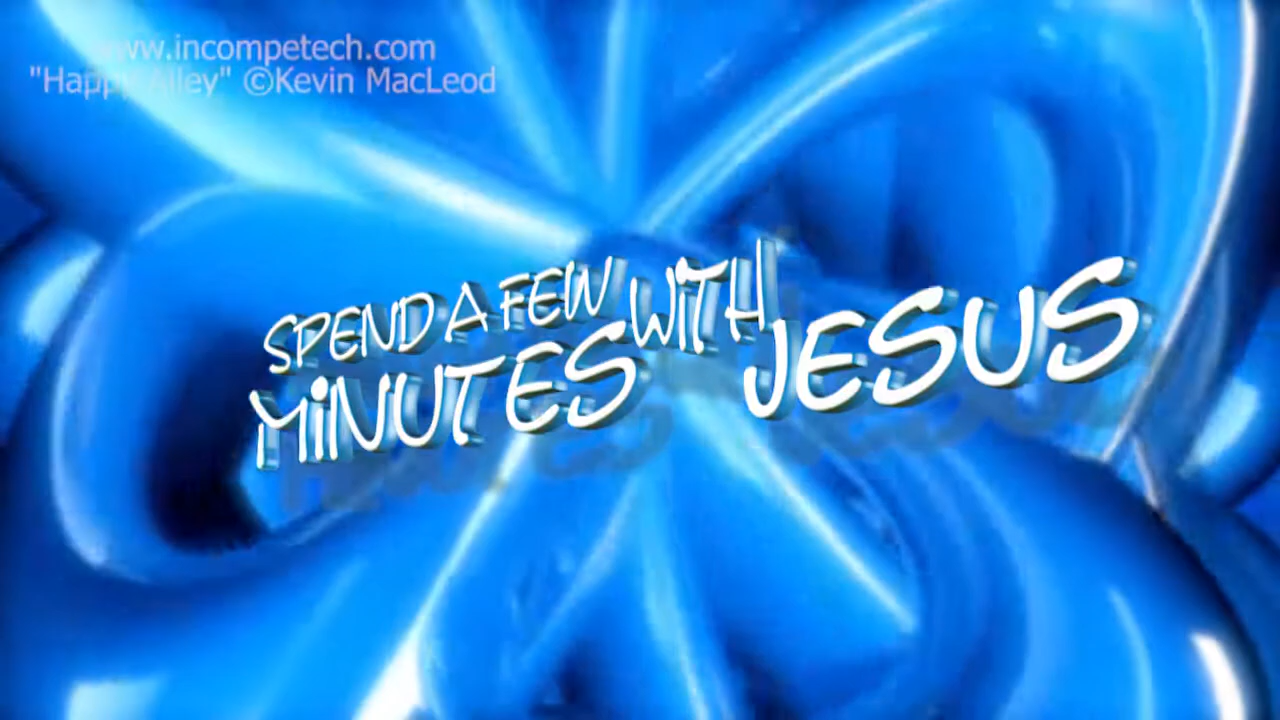 www.incompetech.com
"Happy Alley" ©Kevin MacLeod
SPEND A FEW WITH
MiNUTES JESUS